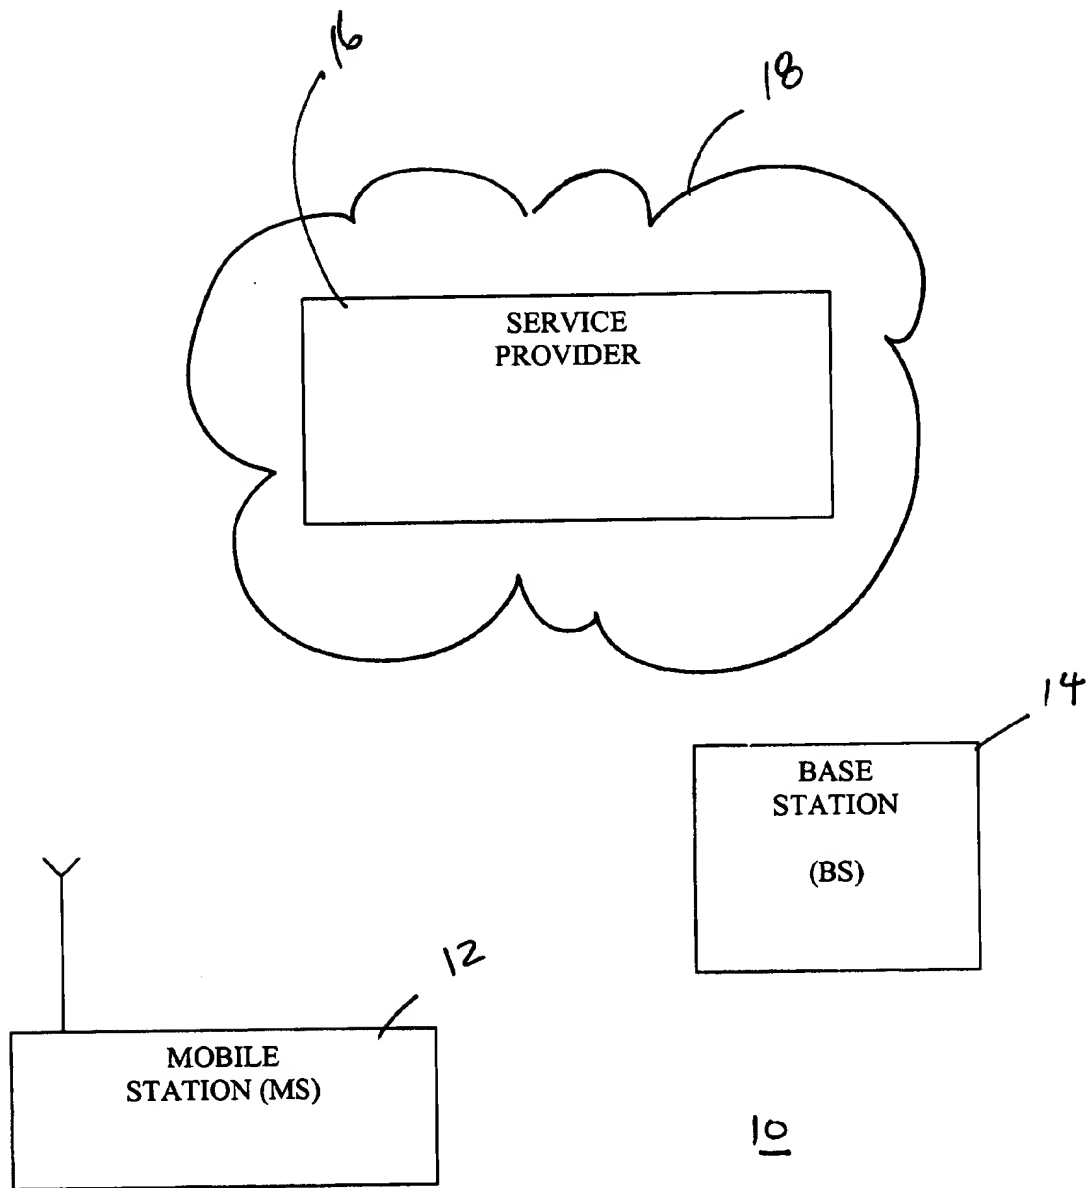 16
18
SERVICE
PROVIDER
14
BASE
STATION
(BS)
12
MOBILE
STATION (MS)
10